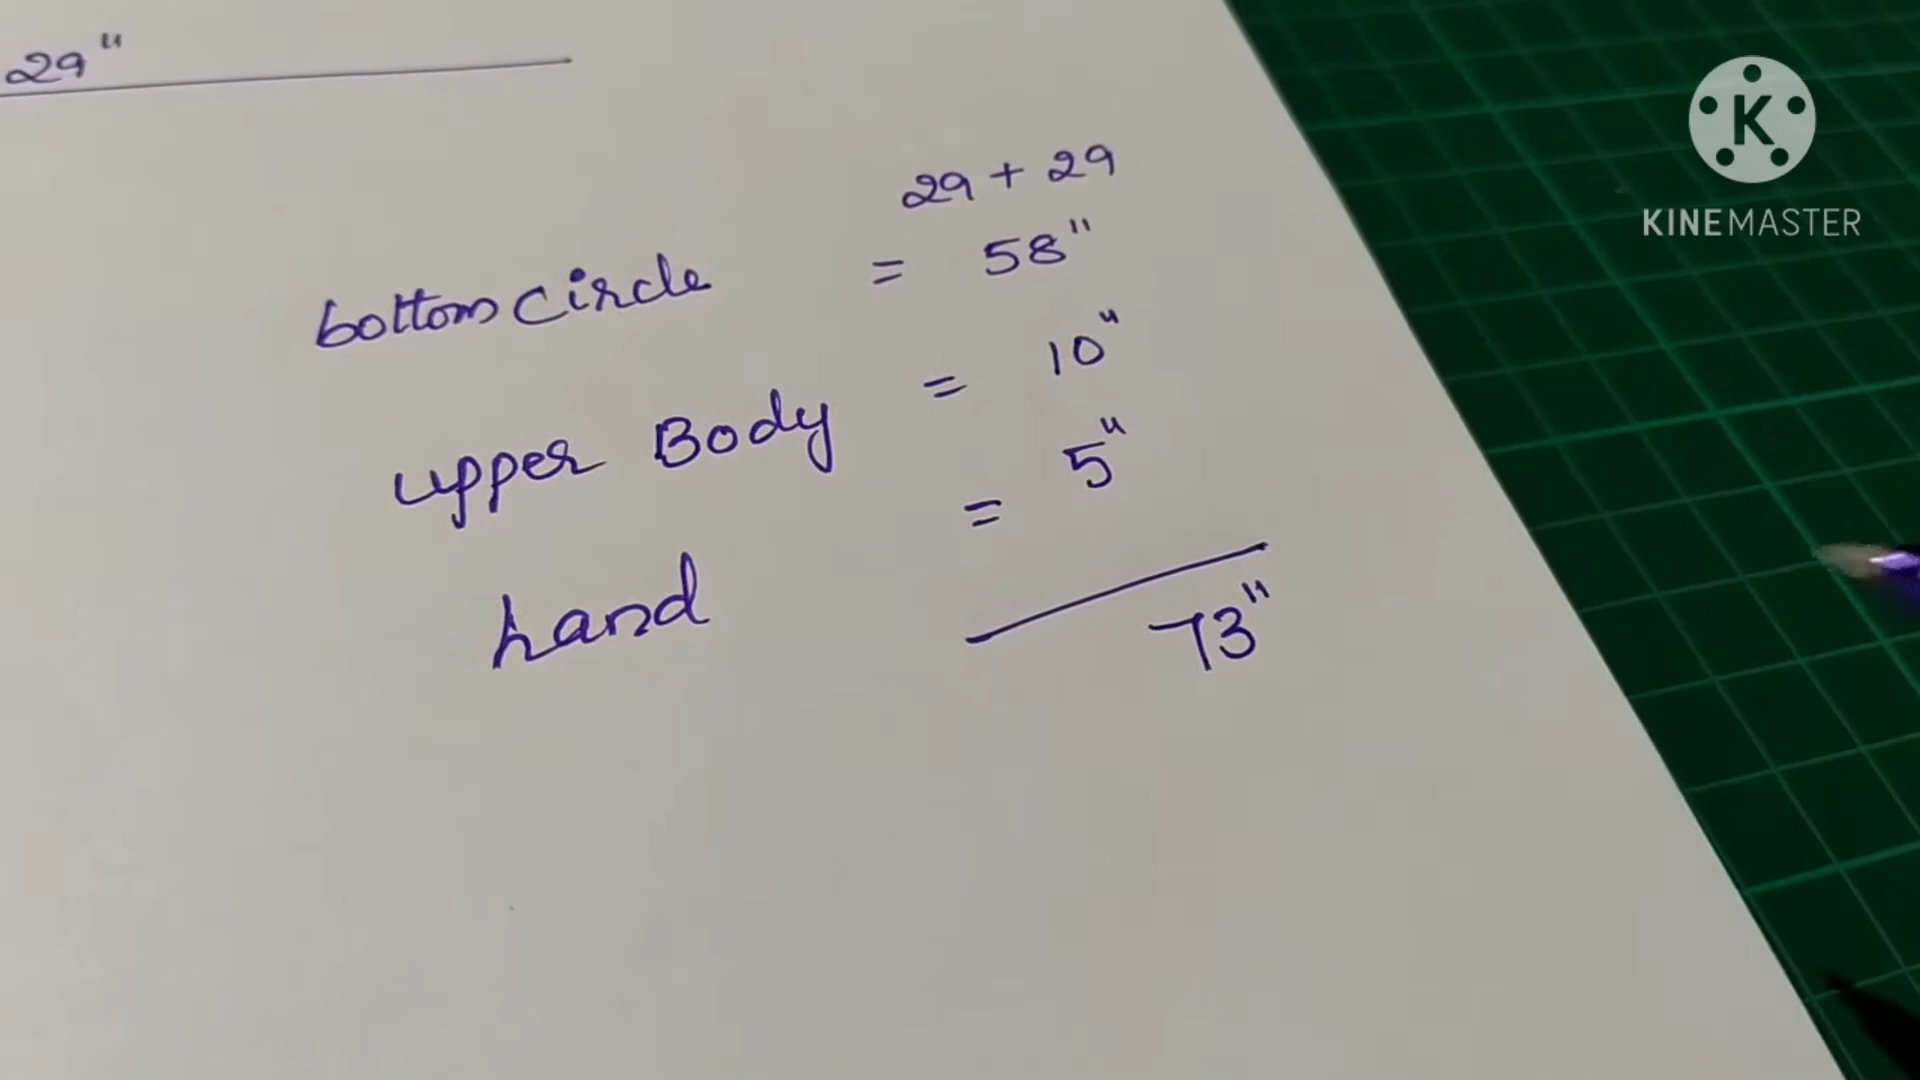 29"
29 + 29
bottom circle = 58"
upper Body = 10"
hand = 5"
73"
K
KINEMASTER